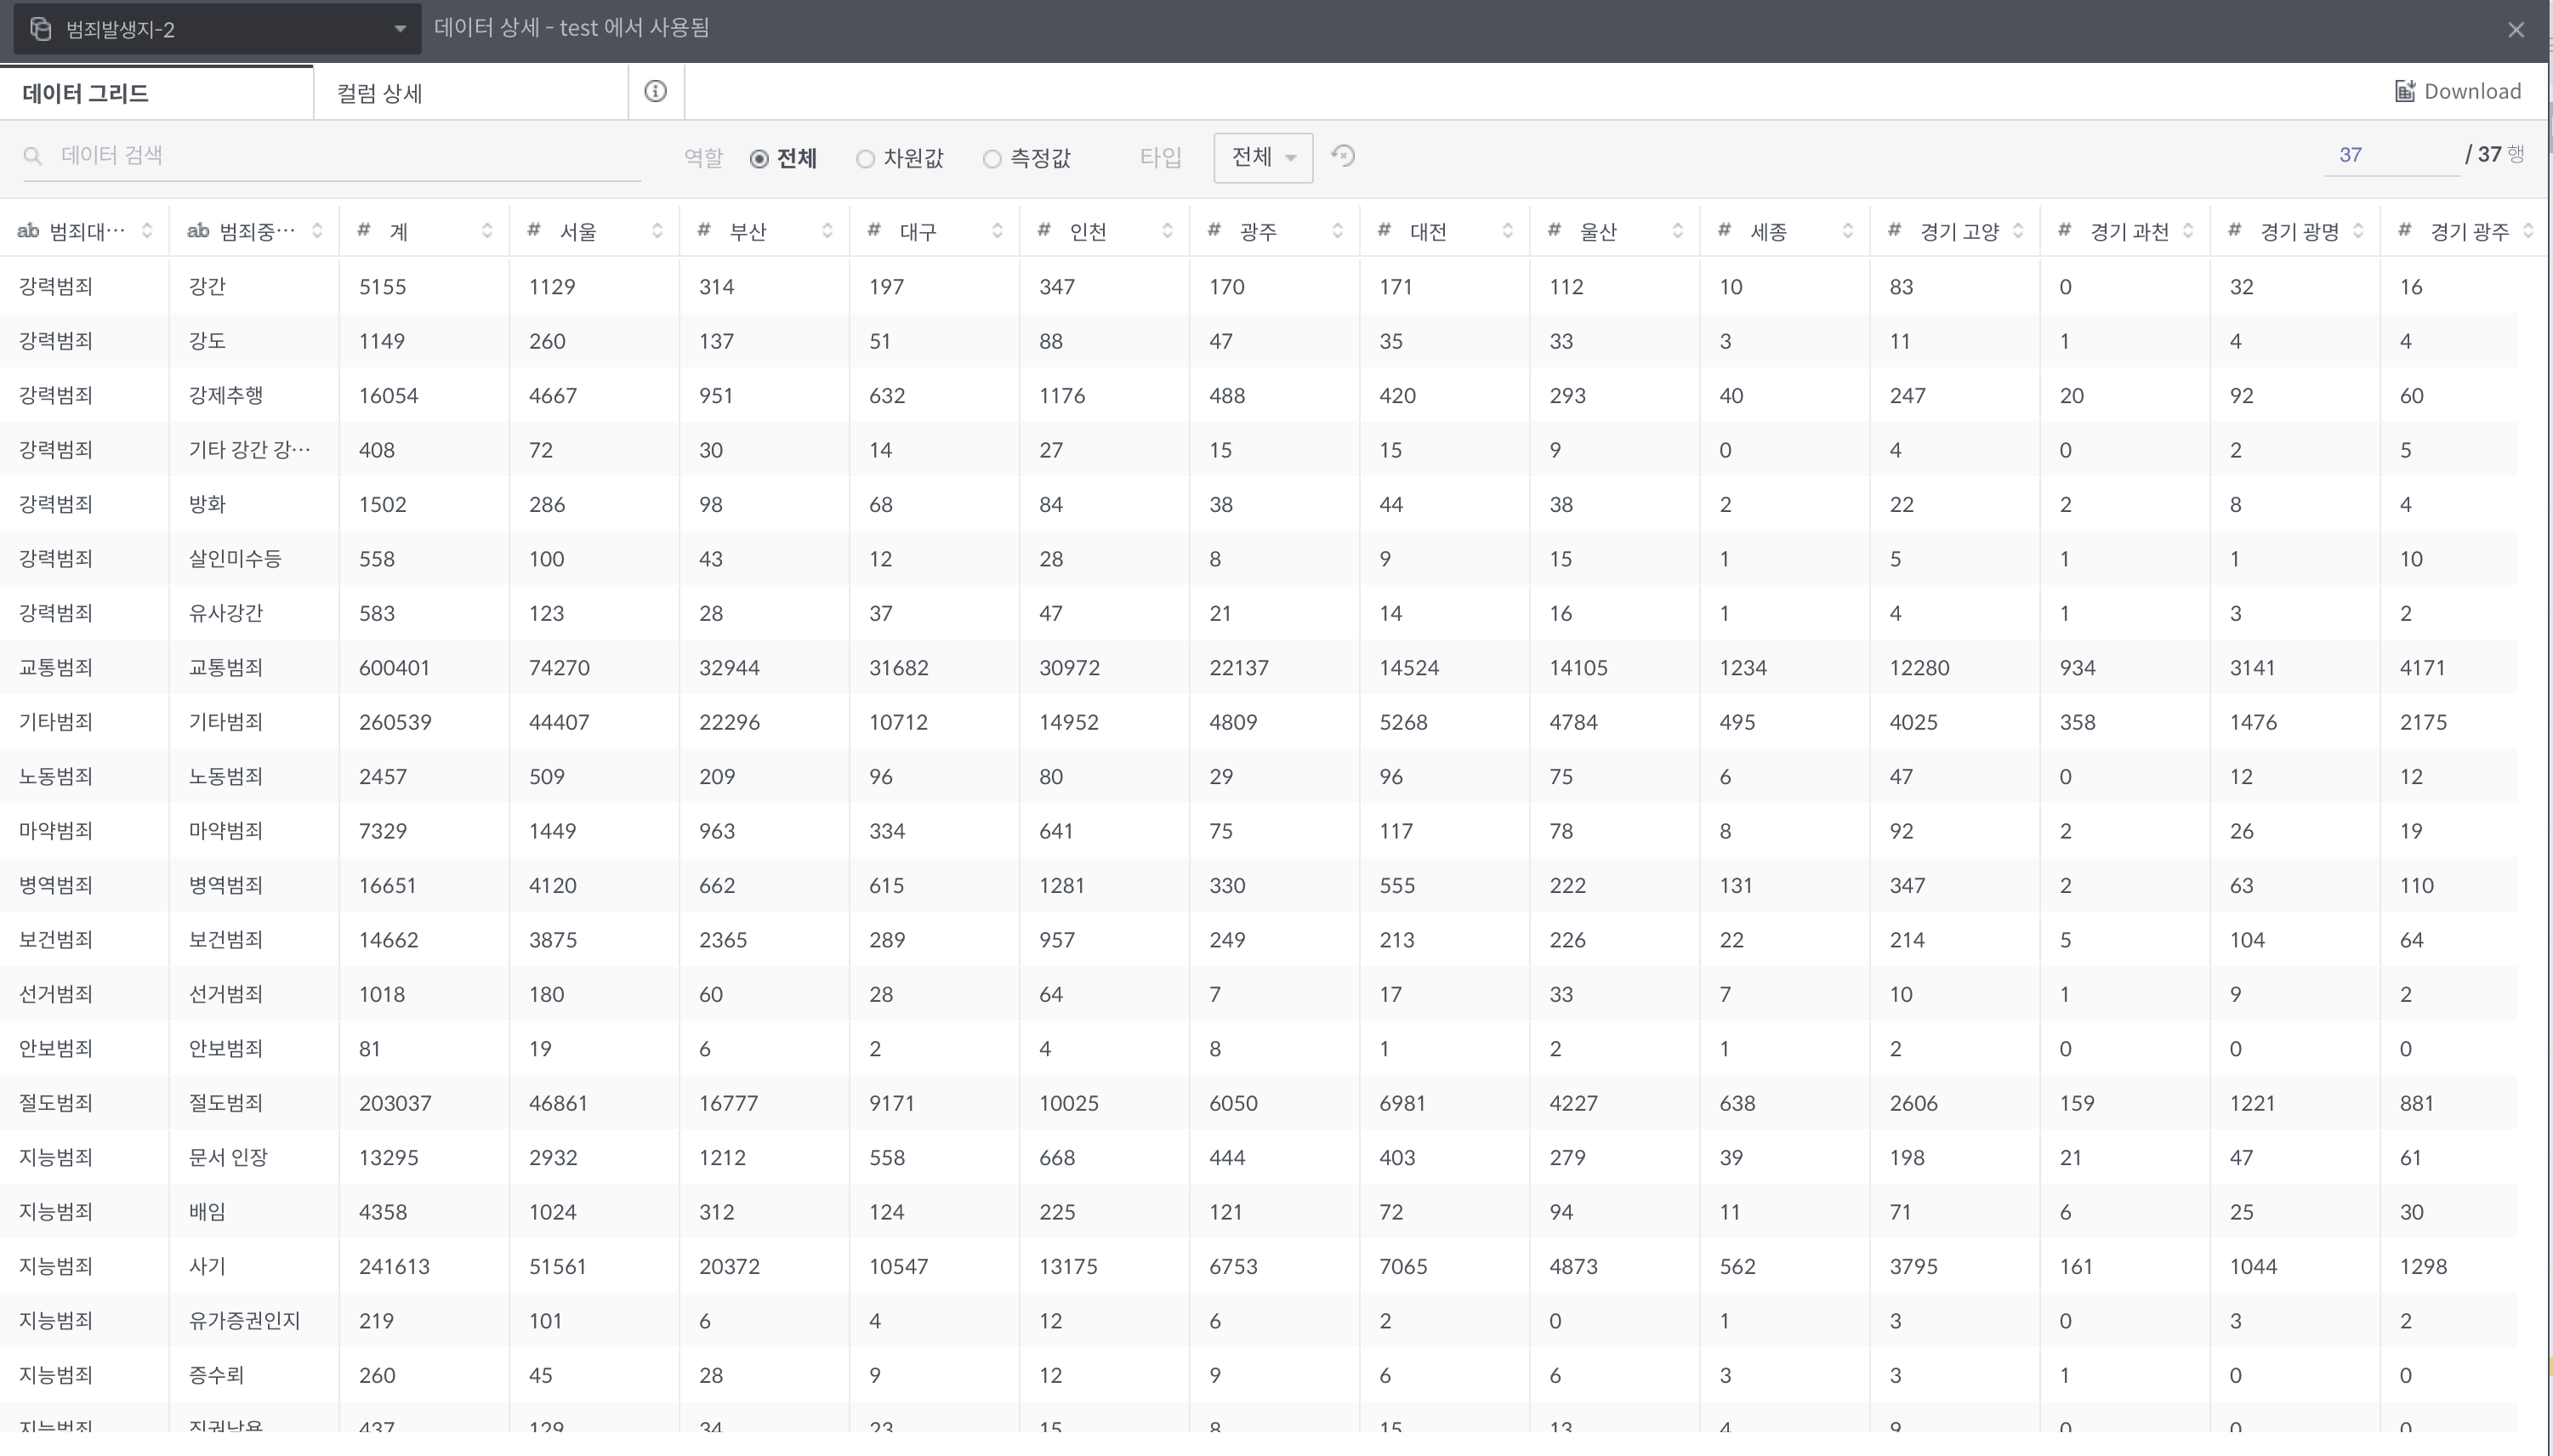 범죄발생지-2 데이터 상세 - test 에서 사용됨
데이터 그리드 컬럼 상세 Download
데이터 검색 역할 전체 차원값 측정값 타입 전체 37 / 37 행
ab 범죄대… ab 범죄중… # 계 # 서울 # 부산 # 대구 # 인천 # 광주 # 대전 # 울산 # 세종 # 경기 고양 # 경기 과천 # 경기 광명 # 경기 광주
강력범죄 강간 5155 1129 314 197 347 170 171 112 10 83 0 32 16
강력범죄 강도 1149 260 137 51 88 47 35 33 3 11 1 4 4
강력범죄 강제추행 16054 4667 951 632 1176 488 420 293 40 247 20 92 60
강력범죄 기타 강간 강… 408 72 30 14 27 15 15 9 0 4 0 2 5
강력범죄 방화 1502 286 98 68 84 38 44 38 2 22 2 8 4
강력범죄 살인미수등 558 100 43 12 28 8 9 15 1 5 1 1 10
강력범죄 유사강간 583 123 28 37 47 21 14 16 1 4 1 3 2
교통범죄 교통범죄 600401 74270 32944 31682 30972 22137 14524 14105 1234 12280 934 3141 4171
기타범죄 기타범죄 260539 44407 22296 10712 14952 4809 5268 4784 495 4025 358 1476 2175
노동범죄 노동범죄 2457 509 209 96 80 29 96 75 6 47 0 12 12
마약범죄 마약범죄 7329 1449 963 334 641 75 117 78 8 92 2 26 19
병역범죄 병역범죄 16651 4120 662 615 1281 330 555 222 131 347 2 63 110
보건범죄 보건범죄 14662 3875 2365 289 957 249 213 226 22 214 5 104 64
선거범죄 선거범죄 1018 180 60 28 64 7 17 33 7 10 1 9 2
안보범죄 안보범죄 81 19 6 2 4 8 1 2 1 2 0 0 0
절도범죄 절도범죄 203037 46861 16777 9171 10025 6050 6981 4227 638 2606 159 1221 881
지능범죄 문서 인장 13295 2932 1212 558 668 444 403 279 39 198 21 47 61
지능범죄 배임 4358 1024 312 124 225 121 72 94 11 71 6 25 30
지능범죄 사기 241613 51561 20372 10547 13175 6753 7065 4873 562 3795 161 1044 1298
지능범죄 유가증권인지 219 101 6 4 12 6 2 0 1 3 0 3 2
지능범죄 증수뢰 260 45 28 9 12 9 6 6 3 3 1 0 0
지능범죄 직권남용 437 129 34 23 15 8 15 13 4 9 0 0 0